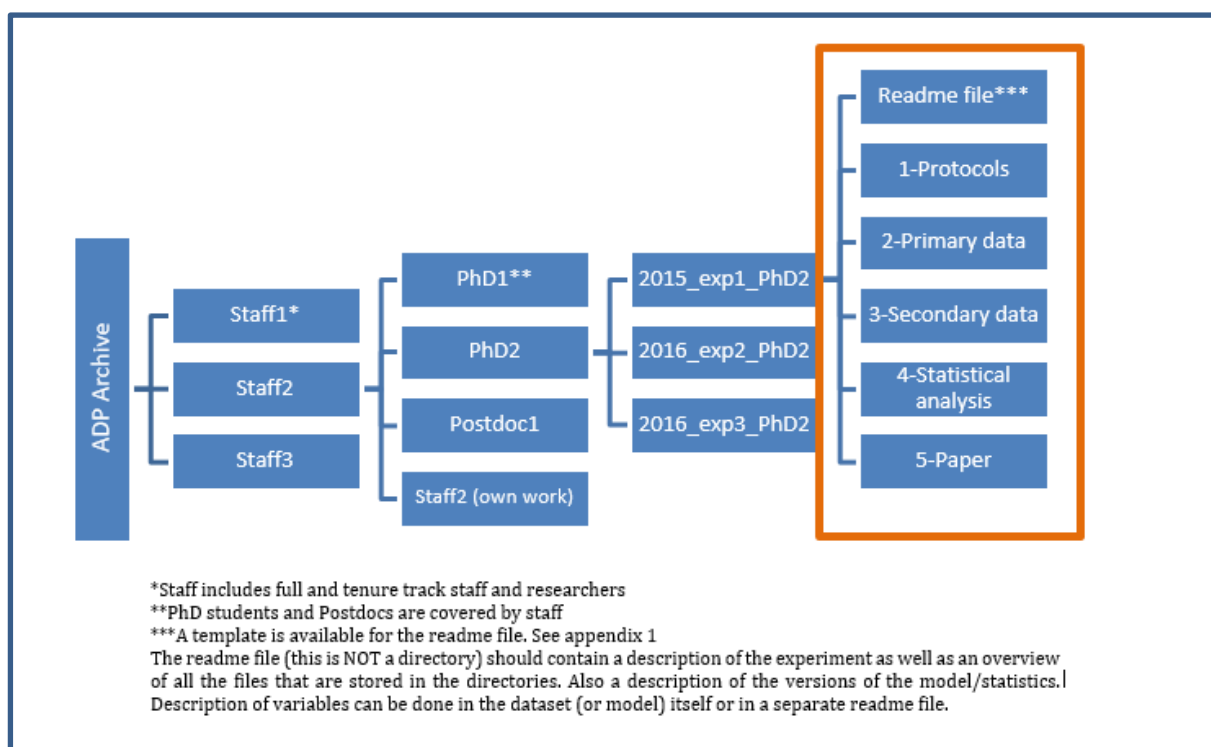 ADP Archive
Staff1*
Staff2
Staff3
PhD1**
PhD2
Postdoc1
Staff2 (own work)
2015_exp1_PhD2
2016_exp2_PhD2
2016_exp3_PhD2
Readme file***
1-Protocols
2-Primary data
3-Secondary data
4-Statistical
analysis
5-Paper
*Staff includes full and tenure track staff and researchers
**PhD students and Postdocs are covered by staff
***A template is available for the readme file. See appendix 1
The readme file (this is NOT a directory) should contain a description of the experiment as well as an overview
of all the files that are stored in the directories. Also a description of the versions of the model/statistics.
Description of variables can be done in the dataset (or model) itself or in a separate readme file.